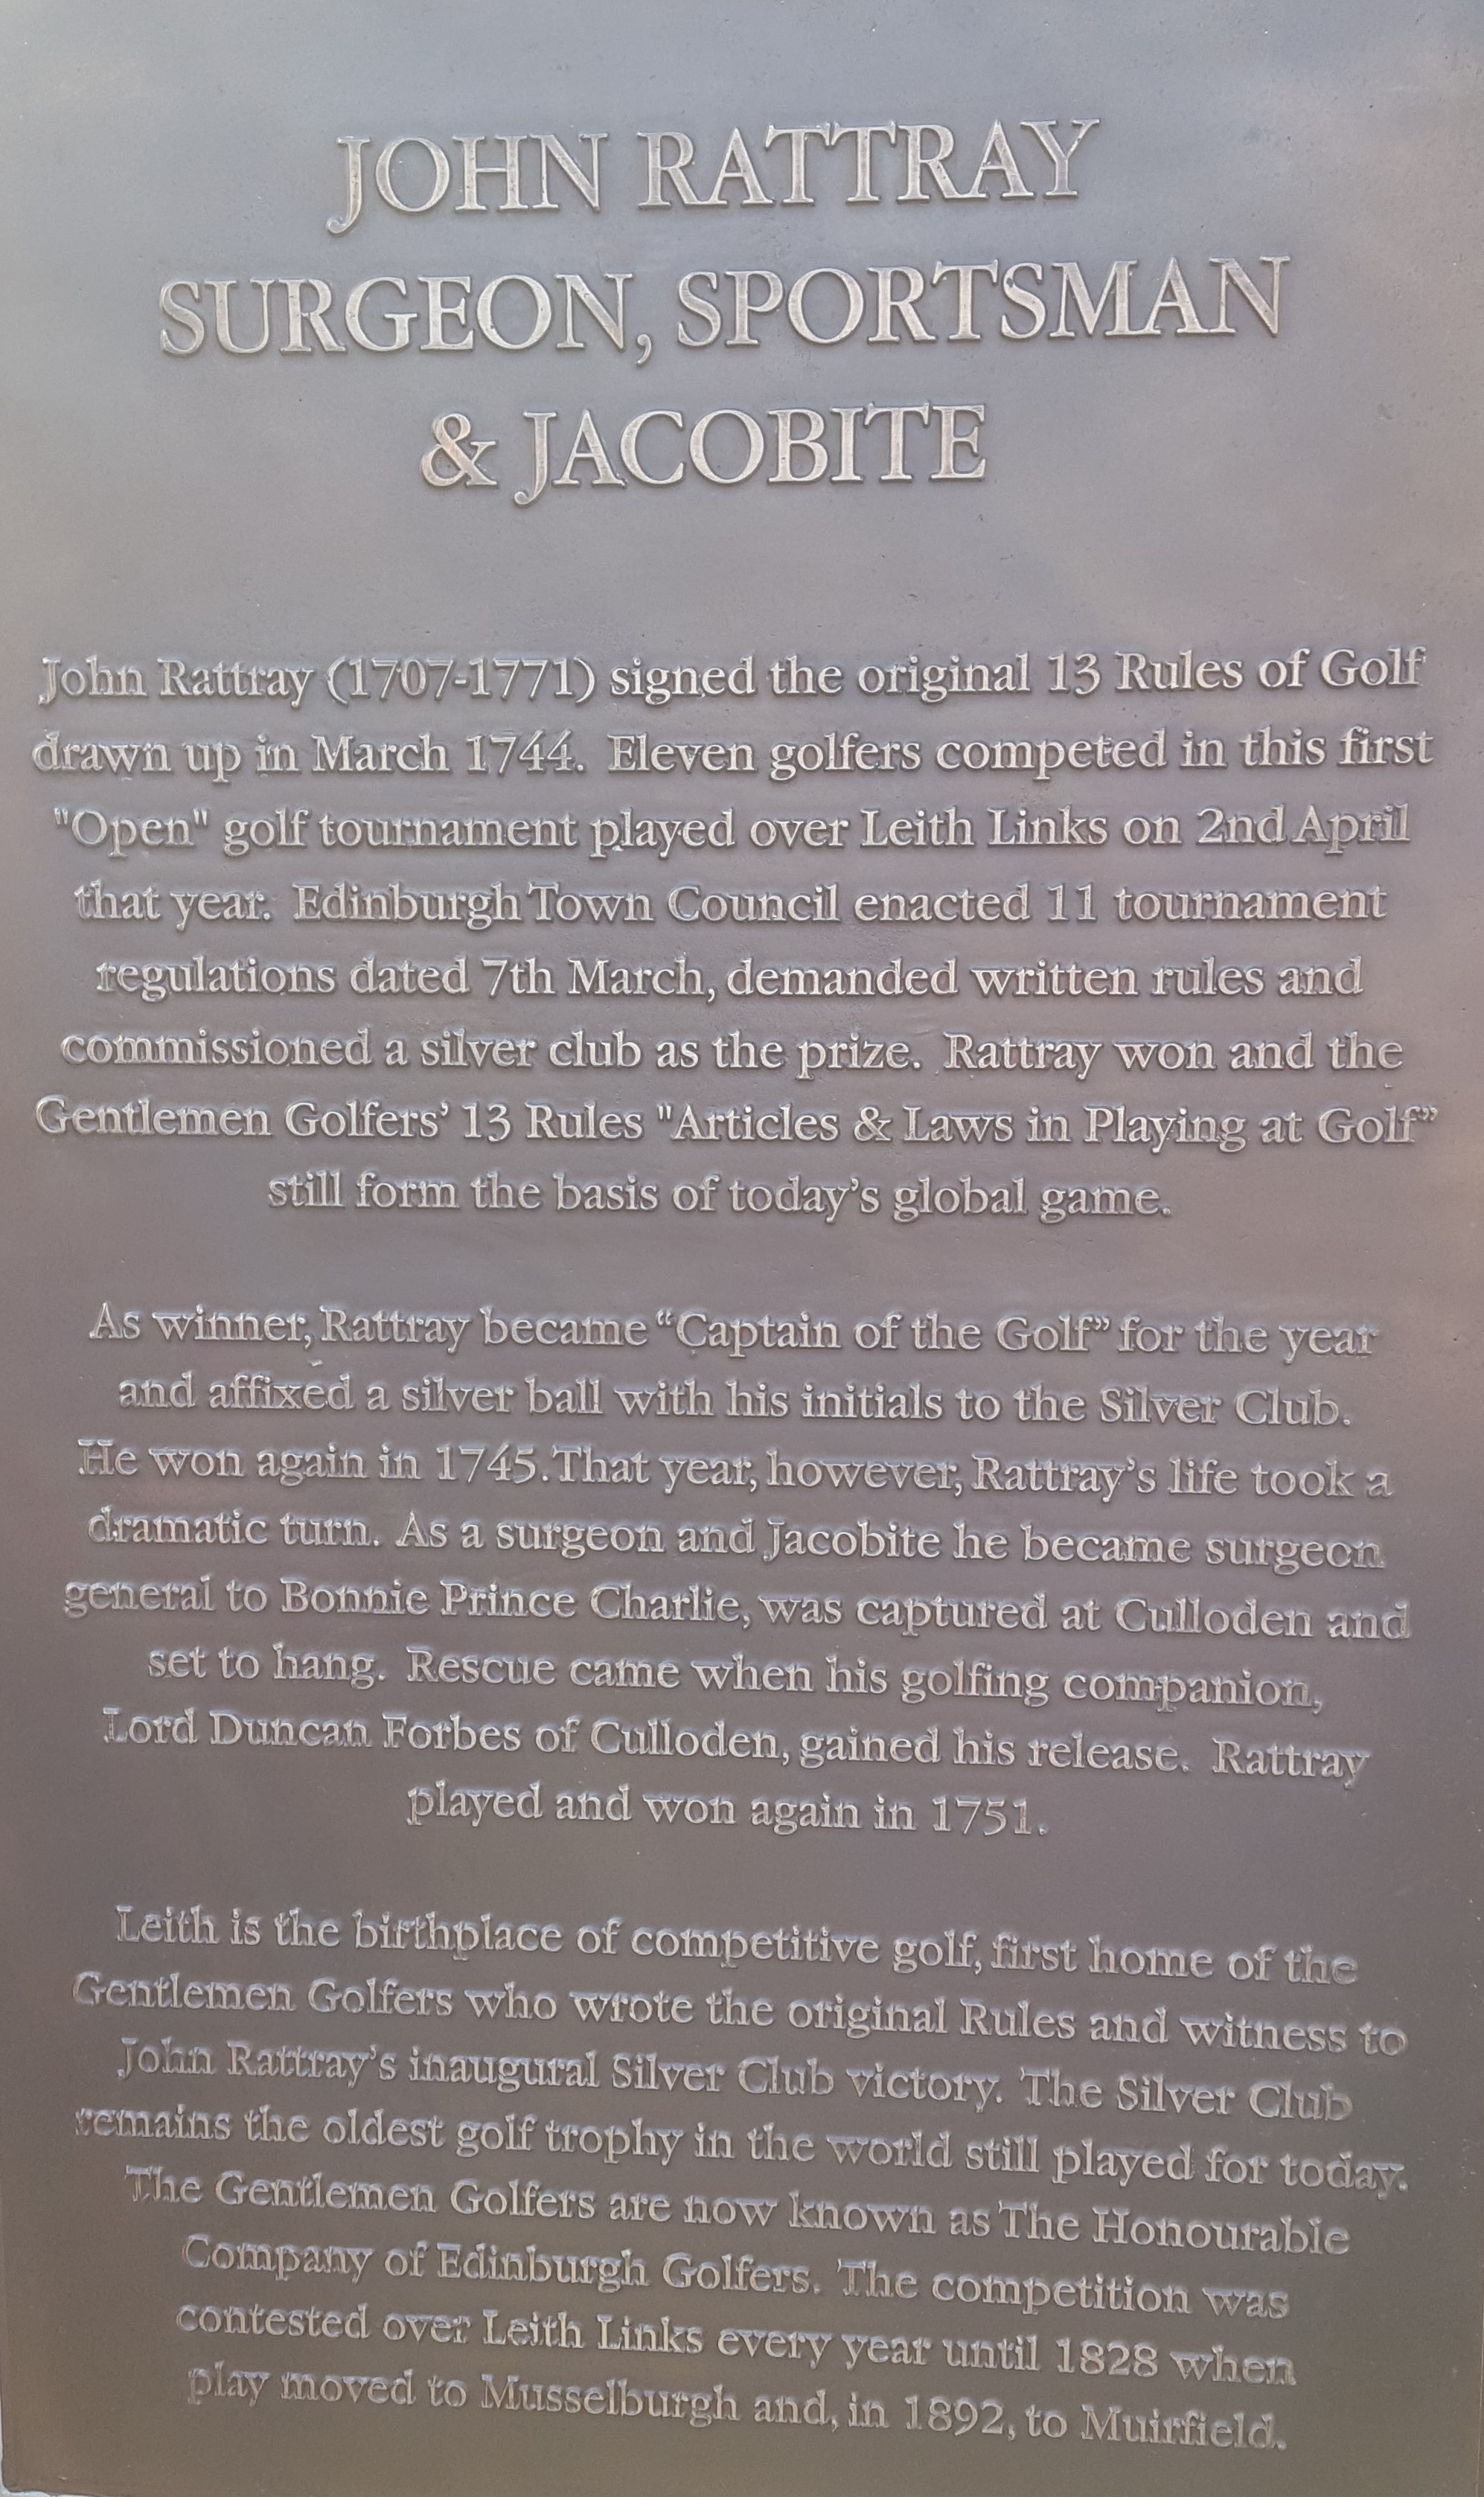 JOHN RATTRAY
SURGEON, SPORTSMAN
& JACOBITE
John Rattray (1707-1771) signed the original 13 Rules of Golf
drawn up in March 1744. Eleven golfers competed in this first
"Open" golf tournament played over Leith Links on 2nd April
that year. Edinburgh Town Council enacted 11 tournament
regulations dated 7th March, demanded written rules and
commissioned a silver club as the prize. Rattray won and the
Gentlemen Golfers’ 13 Rules "Articles & Laws in Playing at Golf”
still form the basis of today’s global game.
As winner, Rattray became “Captain of the Golf” for the year
and affixed a silver ball with his initials to the Silver Club.
He won again in 1745. That year, however, Rattray’s life took a
dramatic turn. As a surgeon and Jacobite he became surgeon
general to Bonnie Prince Charlie, was captured at Culloden and
set to hang. Rescue came when his golfing companion,
Lord Duncan Forbes of Culloden, gained his release. Rattray
played and won again in 1751.
Leith is the birthplace of competitive golf, first home of the
Gentlemen Golfers who wrote the original Rules and witness to
John Rattray’s inaugural Silver Club victory. The Silver Club
remains the oldest golf trophy in the world still played for today.
The Gentlemen Golfers are now known as The Honourable
Company of Edinburgh Golfers. The competition was
contested over Leith Links every year until 1828 when
play moved to Musselburgh and, in 1892, to Muirfield.